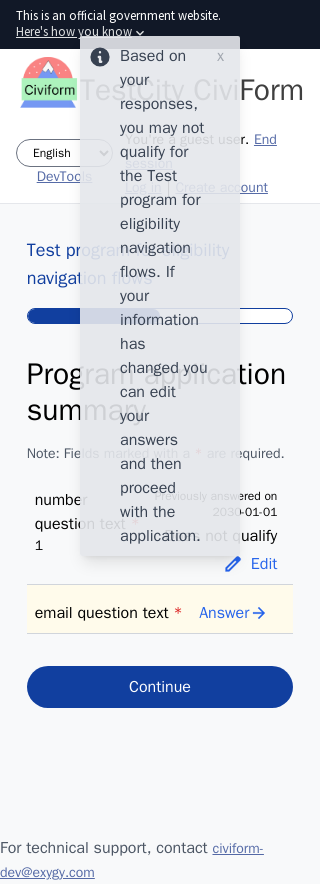 This is an official government website.
Here's how you know
Civiform
TestCity CiviForm
English
You're a guest user. End
session
DevTools
Log in | Create account
Based on
your
responses,
you may not
qualify for
the Test
program for
eligibility
navigation
flows. If
your
information
has
changed you
can edit
your
answers
and then
proceed
with the
application.
x
Test program for eligibility
navigation flows
Program application
summary
Note: Fields marked with a * are required.
number
question text *
1
Previously answered on
2030-01-01
not qualify
Edit
email question text *
Answer
Continue
For technical support, contact civiform-
dev@exygy.com